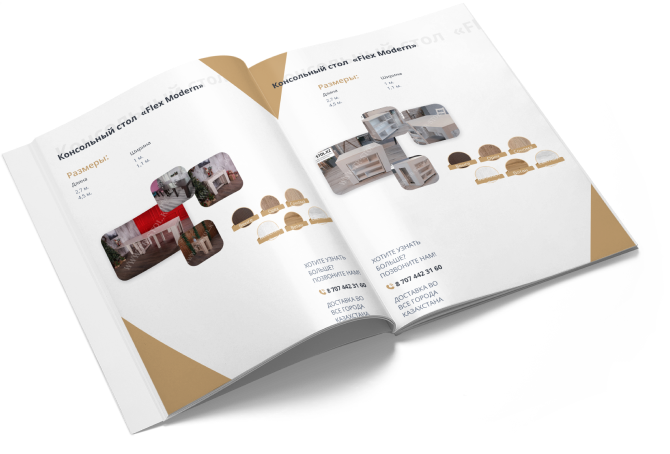 Консольный стол «Flex Modern»
Размеры:
Длина
2,7 м.
4,5 м.
Ширина
1 м.
1,1 м.
ХОТИТЕ УЗНАТЬ
БОЛЬШЕ?
ПОЗВОНИТЕ НАМ!
8 707 442 31 60
ДОСТАВКА ВО
ВСЕ ГОРОДА
КАЗАХСТАНА
Консольный стол «Flex Modern»
Размеры:
Длина
2,7 м.
4,5 м.
Ширина
1 м.
1,1 м.
ХОТИТЕ УЗНАТЬ
БОЛЬШЕ?
ПОЗВОНИТЕ НАМ!
8 707 442 31 60
ДОСТАВКА ВО
ВСЕ ГОРОДА
КАЗАХСТАНА